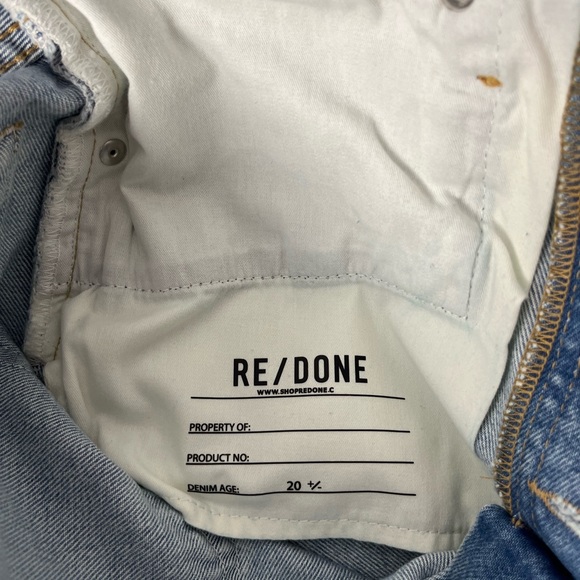 RE/DONE
WWW.SHOPREDONE.C
PROPERTY OF:
PRODUCT NO:
DENIM AGE: 20 +/-